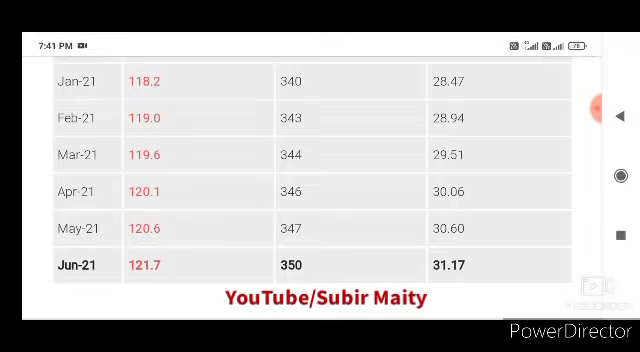 7:41 PM
78
Jan-21 118.2 340 28.47
Feb-21 119.0 343 28.94
Mar-21 119.6 344 29.51
Apr-21 120.1 346 30.06
May-21 120.6 347 30.60
Jun-21 121.7 350 31.17
YouTube/Subir Maity
PowerDirector